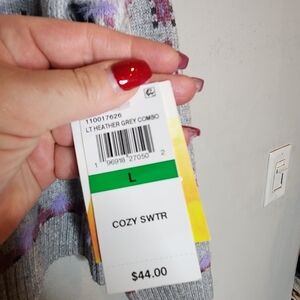 110017626
LT HEATHER GREY COMBO
1 96918 27050 2
L
COZY SWTR
$44.00